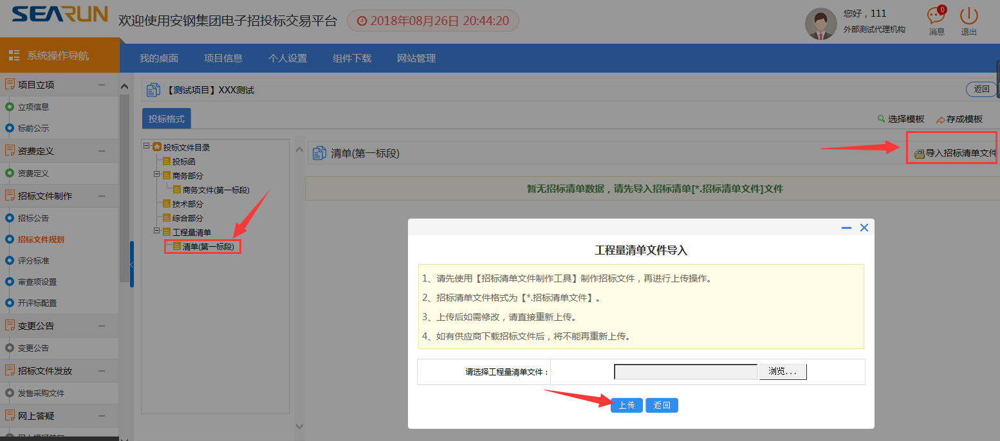 SEARUN
欢迎使用安钢集团电子招投标交易平台
2018年08月26日 20:44:20
您好，111
外部测试代理机构
0
消息
退出
系统操作导航
我的桌面
项目信息
个人设置
组件下载
网站管理
项目立项
立项信息
标前公示
资费定义
资费定义
招标文件制作
招标公告
招标文件规划
评分标准
审查项设置
开评标配置
变更公告
变更公告
招标文件发放
发售采购文件
网上答疑
【测试项目】XXX测试
返回
投标格式
选择模板
存成模板
投标文件目录
投标函
商务部分
商务文件(第一标段)
技术部分
综合部分
工程量清单
清单(第一标段)
清单(第一标段)
导入招标清单文件
暂无招标清单数据，请先导入招标清单[*.招标清单文件]文件
工程量清单文件导入
1、请先使用【招标清单文件制作工具】制作招标文件，再进行上传操作。
2、招标清单文件格式为【*.招标清单文件】。
3、上传后如需修改，请直接重新上传。
4、如有供应商下载招标文件后，将不能再重新上传。
请选择工程量清单文件：
浏览...
上传
返回